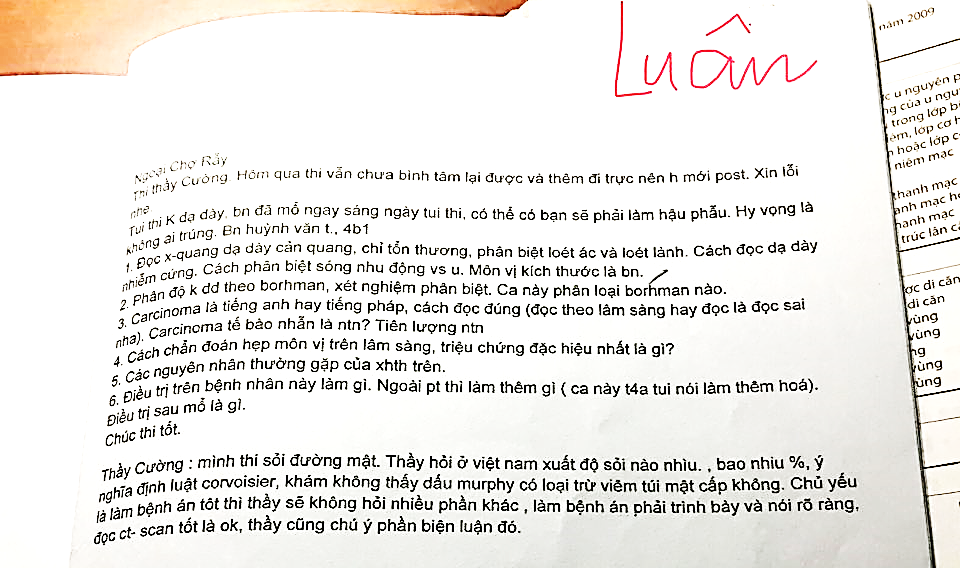 Luân
Ngoại Chợ Rẫy
Thi thầy Cường. Hôm qua thi vẫn chưa bình tâm lại được và thêm đi trực nên h mới post. Xin lỗi
nhe
Tui thi K dạ dày, bn đã mổ ngay sáng ngày tui thi, có thể có bạn sẽ phải làm hậu phẫu. Hy vọng là
không ai trúng. Bn huỳnh văn t., 4b1
1. Đọc x-quang dạ dày cản quang, chỉ tổn thương, phân biệt loét ác và loét lành. Cách đọc dạ dày
nhiễm cứng. Cách phân biệt sóng nhu động vs u. Môn vị kích thước là bn.
2. Phân độ k dd theo borhman, xét nghiệm phân biệt. Ca này phân loại borhman nào.
3. Carcinoma là tiếng anh hay tiếng pháp, cách đọc đúng (đọc theo lâm sàng hay đọc là đọc sai
nha). Carcinoma tế bào nhẫn là ntn? Tiên lượng ntn
4. Cách chẩn đoán hẹp môn vị trên lâm sàng, triệu chứng đặc hiệu nhất là gì?
5. Các nguyên nhân thường gặp của xhth trên.
6. Điều trị trên bệnh nhân này làm gì. Ngoài pt thì làm thêm gì ( ca này t4a tui nói làm thêm hoá).
Điều trị sau mổ là gì.
Chúc thi tốt.
Thầy Cường : mình thi sỏi đường mật. Thầy hỏi ở việt nam xuất độ sỏi nào nhìu. , bao nhiu %, ý
nghĩa định luật corvoisier, khám không thấy dấu murphy có loại trừ viêm túi mật cấp không. Chủ yếu
là làm bệnh án tôt thì thầy sẽ không hỏi nhiều phần khác , làm bệnh án phải trình bày và nói rõ ràng,
đọc ct- scan tốt là ok, thầy cũng chú ý phần biện luận đó.
năm 2009
u nguyên
của u
trong lớp
lớp cơ
hoặc lớp
niêm mạc
thanh mạc
mạc
mạc
trúc lân
di căn
di căn
vùng
vùng
vùng